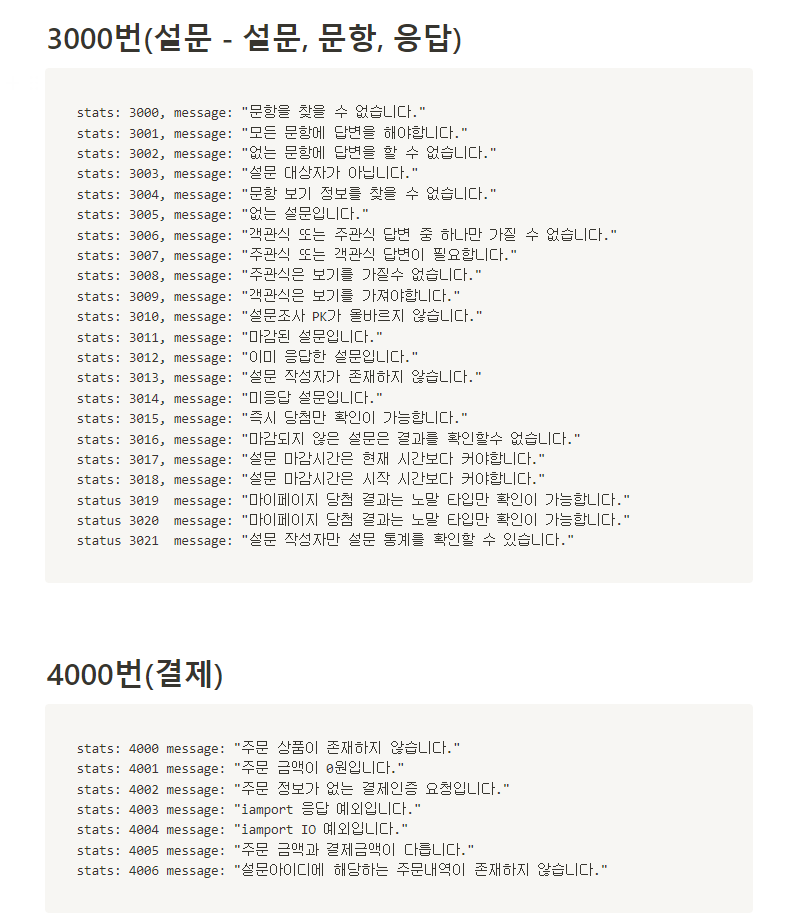 3000번(설문 - 설문, 문항, 응답)
stats: 3000, message: "문항을 찾을 수 없습니다."
stats: 3001, message: "모든 문항에 답변을 해야합니다."
stats: 3002, message: "없는 문항에 답변을 할 수 없습니다."
stats: 3003, message: "설문 대상자가 아닙니다."
stats: 3004, message: "문항 보기 정보를 찾을 수 없습니다."
stats: 3005, message: "없는 설문입니다."
stats: 3006, message: "객관식 또는 주관식 답변 중 하나만 가질 수 없습니다."
stats: 3007, message: "주관식 또는 객관식 답변이 필요합니다."
stats: 3008, message: "주관식은 보기를 가질수 없습니다."
stats: 3009, message: "객관식은 보기를 가져야합니다."
stats: 3010, message: "설문조사 PK가 올바르지 않습니다."
stats: 3011, message: "마감된 설문입니다."
stats: 3012, message: "이미 응답한 설문입니다."
stats: 3013, message: "설문 작성자가 존재하지 않습니다."
stats: 3014, message: "미응답 설문입니다."
stats: 3015, message: "즉시 당첨만 확인이 가능합니다."
stats: 3016, message: "마감되지 않은 설문은 결과를 확인할수 없습니다."
stats: 3017, message: "설문 마감시간은 현재 시간보다 커야합니다."
stats: 3018, message: "설문 마감시간은 시작 시간보다 커야합니다."
status 3019  message: "마이페이지 당첨 결과는 노말 타입만 확인이 가능합니다."
status 3020  message: "마이페이지 당첨 결과는 노말 타입만 확인이 가능합니다."
status 3021  message: "설문 작성자만 설문 통계를 확인할 수 있습니다."
4000번(결제)
stats: 4000 message: "주문 상품이 존재하지 않습니다."
stats: 4001 message: "주문 금액이 0원입니다."
stats: 4002 message: "주문 정보가 없는 결제인증 요청입니다."
stats: 4003 message: "iamport 응답 예외입니다."
stats: 4004 message: "iamport IO 예외입니다."
stats: 4005 message: "주문 금액과 결제금액이 다릅니다."
stats: 4006 message: "설문아이디에 해당하는 주문내역이 존재하지 않습니다."